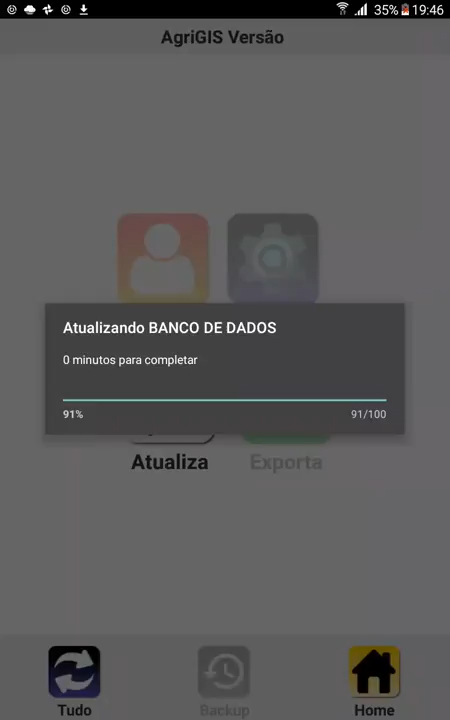 35% 19:46
AgriGIS Versão
Atualizando BANCO DE DADOS
0 minutos para completar
91% 91/100
Atualiza Exporta
Tudo Backup Home